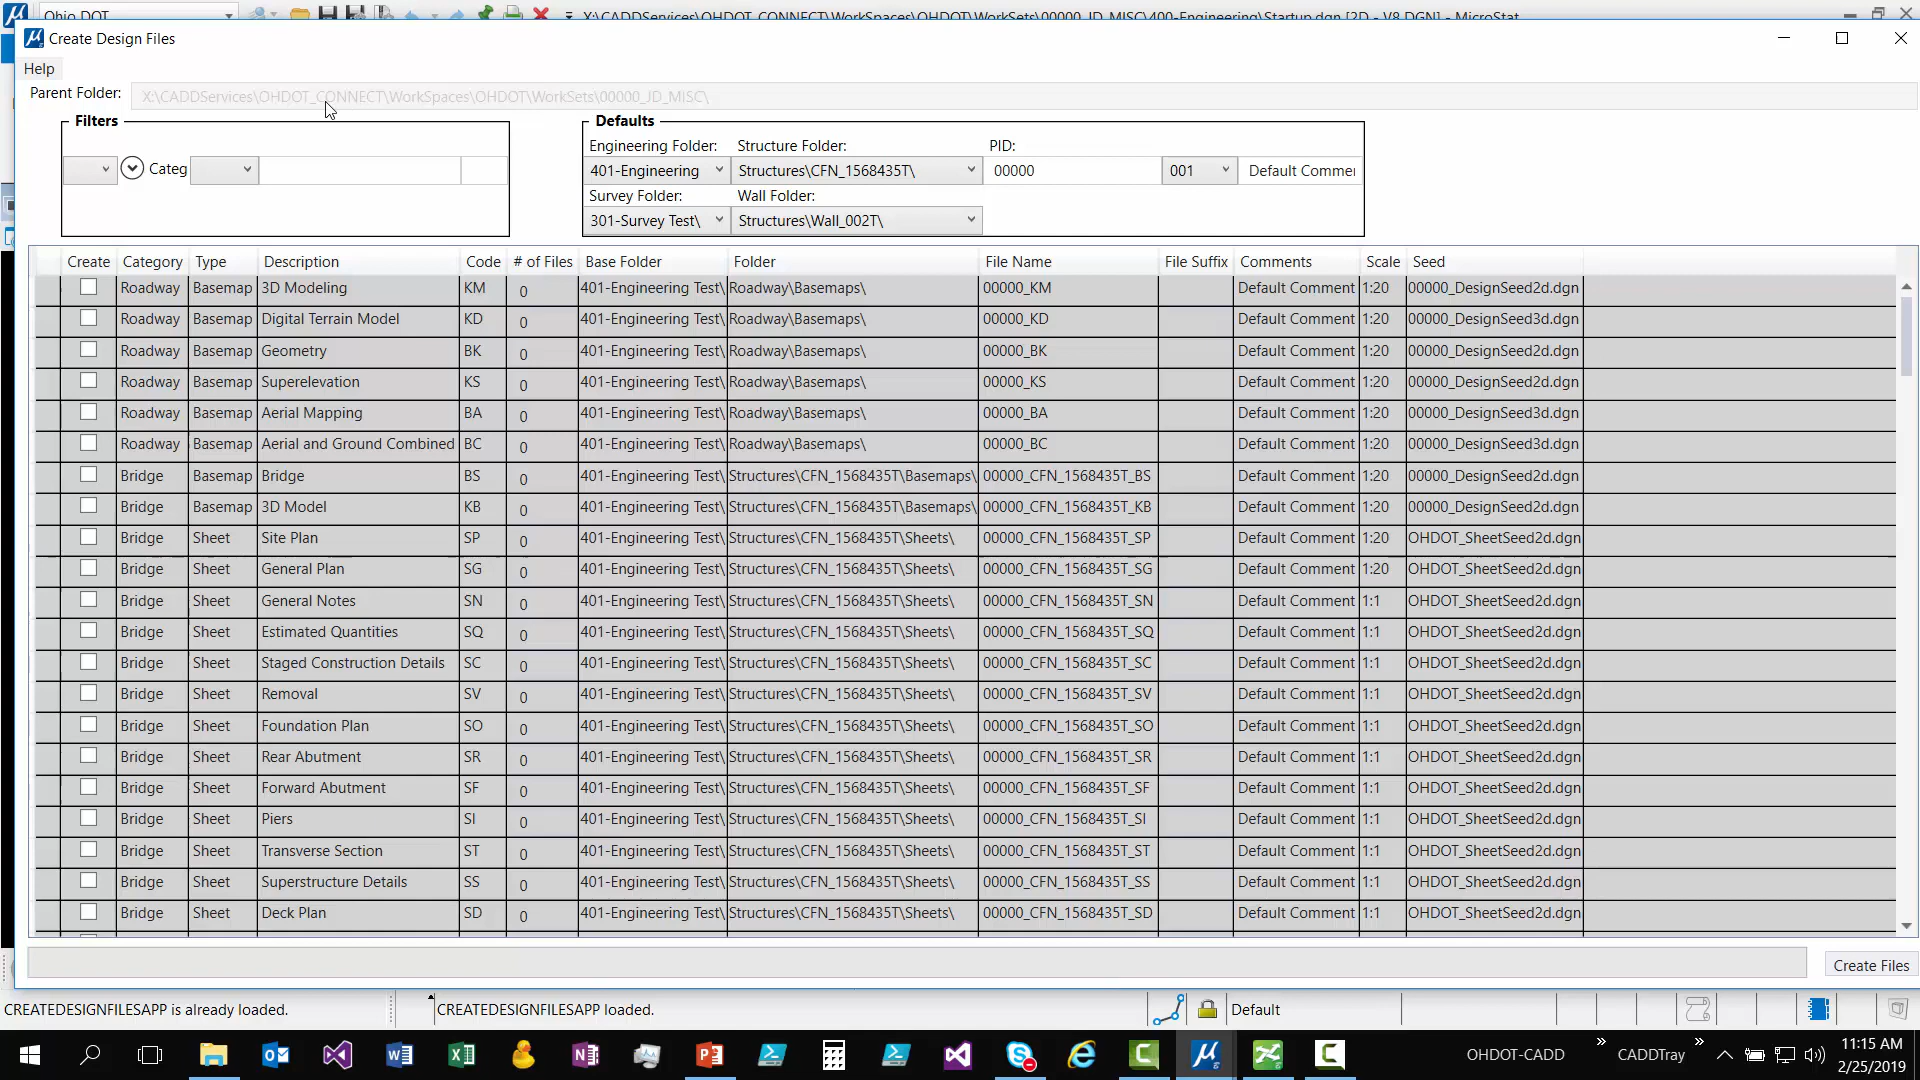 Ohio DOT X:\CADDServices\OHDOT_CONNECT\WorkSpaces\OHDOT\WorkSets\00000_JD_MISC\400-Engineering\Startup.dgn [2D - V8 DGN] - MicroStat
Create Design Files
Help
Parent Folder: X:\CADDServices\OHDOT_CONNECT\WorkSpaces\OHDOT\WorkSets\00000_JD_MISC\
Filters Defaults
Engineering Folder: Structure Folder: PID:
Categ 401-Engineering Structures\CFN_1568435T\ 00000 001 Default Commer
Survey Folder: Wall Folder:
301-Survey Test\ Structures\Wall_002T\
Create Category Type Description Code # of Files Base Folder Folder File Name File Suffix Comments Scale Seed
Roadway Basemap 3D Modeling KM 0 401-Engineering Test\ Roadway\Basemaps\ 00000_KM Default Comment 1:20 00000_DesignSeed2d.dgn
Roadway Basemap Digital Terrain Model KD 0 401-Engineering Test\ Roadway\Basemaps\ 00000_KD Default Comment 1:20 00000_DesignSeed3d.dgn
Roadway Basemap Geometry BK 0 401-Engineering Test\ Roadway\Basemaps\ 00000_BK Default Comment 1:20 00000_DesignSeed2d.dgn
Roadway Basemap Superelevation KS 0 401-Engineering Test\ Roadway\Basemaps\ 00000_KS Default Comment 1:20 00000_DesignSeed2d.dgn
Roadway Basemap Aerial Mapping BA 0 401-Engineering Test\ Roadway\Basemaps\ 00000_BA Default Comment 1:20 00000_DesignSeed3d.dgn
Roadway Basemap Aerial and Ground Combined BC 0 401-Engineering Test\ Roadway\Basemaps\ 00000_BC Default Comment 1:20 00000_DesignSeed3d.dgn
Bridge Basemap Bridge BS 0 401-Engineering Test\ Structures\CFN_1568435T\Basemaps\ 00000_CFN_1568435T_BS Default Comment 1:20 00000_DesignSeed2d.dgn
Bridge Basemap 3D Model KB 0 401-Engineering Test\ Structures\CFN_1568435T\Basemaps\ 00000_CFN_1568435T_KB Default Comment 1:20 00000_DesignSeed2d.dgn
Bridge Sheet Site Plan SP 0 401-Engineering Test\ Structures\CFN_1568435T\Sheets\ 00000_CFN_1568435T_SP Default Comment 1:20 OHDOT_SheetSeed2d.dgn
Bridge Sheet General Plan SG 0 401-Engineering Test\ Structures\CFN_1568435T\Sheets\ 00000_CFN_1568435T_SG Default Comment 1:20 OHDOT_SheetSeed2d.dgn
Bridge Sheet General Notes SN 0 401-Engineering Test\ Structures\CFN_1568435T\Sheets\ 00000_CFN_1568435T_SN Default Comment 1:1 OHDOT_SheetSeed2d.dgn
Bridge Sheet Estimated Quantities SQ 0 401-Engineering Test\ Structures\CFN_1568435T\Sheets\ 00000_CFN_1568435T_SQ Default Comment 1:1 OHDOT_SheetSeed2d.dgn
Bridge Sheet Staged Construction Details SC 0 401-Engineering Test\ Structures\CFN_1568435T\Sheets\ 00000_CFN_1568435T_SC Default Comment 1:1 OHDOT_SheetSeed2d.dgn
Bridge Sheet Removal SV 0 401-Engineering Test\ Structures\CFN_1568435T\Sheets\ 00000_CFN_1568435T_SV Default Comment 1:1 OHDOT_SheetSeed2d.dgn
Bridge Sheet Foundation Plan SO 0 401-Engineering Test\ Structures\CFN_1568435T\Sheets\ 00000_CFN_1568435T_SO Default Comment 1:1 OHDOT_SheetSeed2d.dgn
Bridge Sheet Rear Abutment SR 0 401-Engineering Test\ Structures\CFN_1568435T\Sheets\ 00000_CFN_1568435T_SR Default Comment 1:1 OHDOT_SheetSeed2d.dgn
Bridge Sheet Forward Abutment SF 0 401-Engineering Test\ Structures\CFN_1568435T\Sheets\ 00000_CFN_1568435T_SF Default Comment 1:1 OHDOT_SheetSeed2d.dgn
Bridge Sheet Piers SI 0 401-Engineering Test\ Structures\CFN_1568435T\Sheets\ 00000_CFN_1568435T_SI Default Comment 1:1 OHDOT_SheetSeed2d.dgn
Bridge Sheet Transverse Section ST 0 401-Engineering Test\ Structures\CFN_1568435T\Sheets\ 00000_CFN_1568435T_ST Default Comment 1:1 OHDOT_SheetSeed2d.dgn
Bridge Sheet Superstructure Details SS 0 401-Engineering Test\ Structures\CFN_1568435T\Sheets\ 00000_CFN_1568435T_SS Default Comment 1:1 OHDOT_SheetSeed2d.dgn
Bridge Sheet Deck Plan SD 0 401-Engineering Test\ Structures\CFN_1568435T\Sheets\ 00000_CFN_1568435T_SD Default Comment 1:1 OHDOT_SheetSeed2d.dgn
Create Files
CREATEDESIGNFILESAPP is already loaded. CREATEDESIGNFILESAPP loaded. Default
OHDOT-CADD CADDTray 11:15 AM
2/25/2019